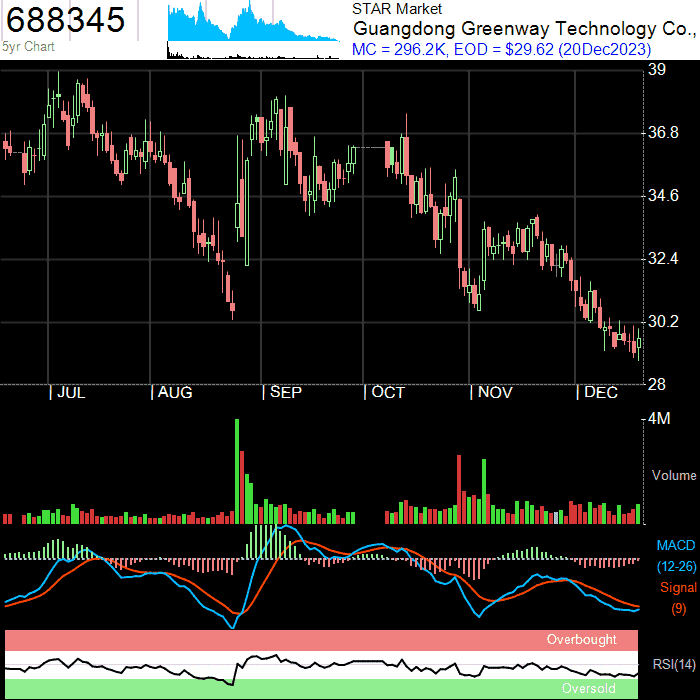 688345
5yr Chart
STAR Market
Guangdong Greenway Technology Co.,
MC = 296.2K, EOD = $29.62 (20Dec2023)
39
36.8
34.6
32.4
30.2
28
JUL
AUG
SEP
OCT
NOV
DEC
4M
Volume
MACD
(12-26)
Signal
(9)
Overbought
RSI(14)
Oversold